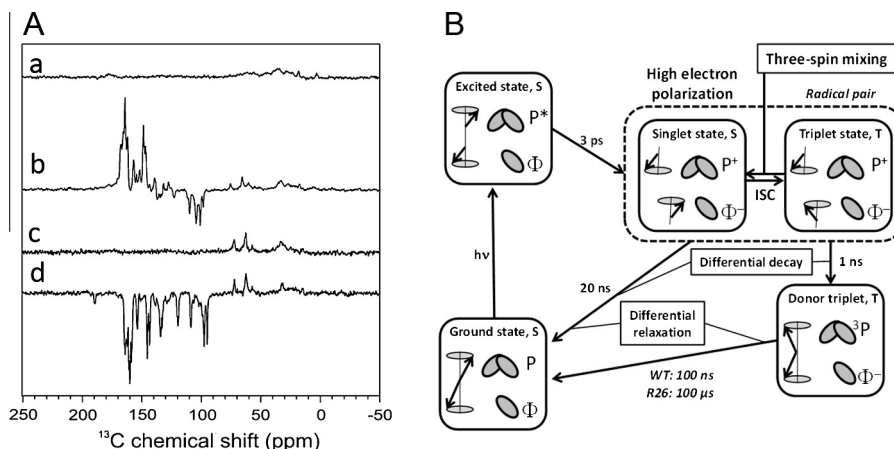 A
a
b
c
d
250 200 150 100 50 0 -50
13C chemical shift (ppm)
B
Three-spin mixing
High electron
polarization
Radical pair
Excited state, S
P*
Φ
3 ps
Singlet state, S
P+
Φ−
ISC
Triplet state, T
P+
Φ−
hν
Differential decay
1 ns
20 ns
Differential
relaxation
Ground state, S
P
Φ
Donor triplet, T
3P
Φ−
WT: 100 ns
R26: 100 µs